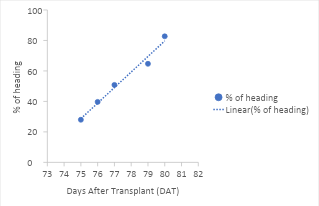 100
80
60
40
20
0
% of heading
73 74 75 76 77 78 79 80 81 82
Days After Transplant (DAT)
% of heading
Linear(% of heading)